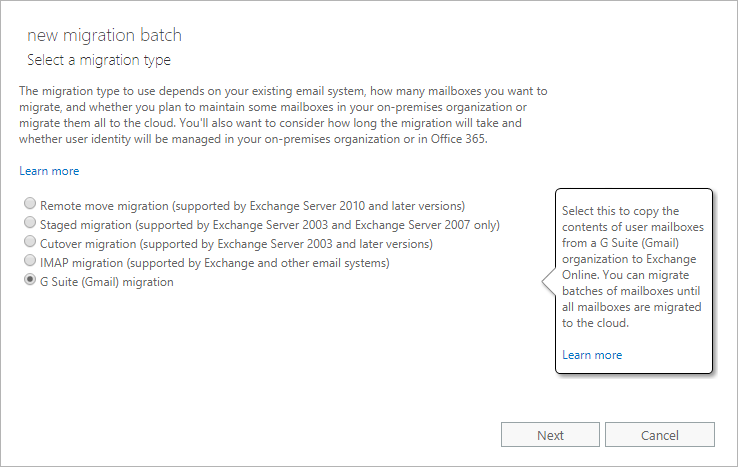 new migration batch
Select a migration type
The migration type to use depends on your existing email system, how many mailboxes you want to
migrate, and whether you plan to maintain some mailboxes in your on-premises organization or
migrate them all to the cloud. You'll also want to consider how long the migration will take and
whether user identity will be managed in your on-premises organization or in Office 365.
Learn more
Remote move migration (supported by Exchange Server 2010 and later versions)
Staged migration (supported by Exchange Server 2003 and Exchange Server 2007 only)
Cutover migration (supported by Exchange Server 2003 and later versions)
IMAP migration (supported by Exchange and other email systems)
G Suite (Gmail) migration
Select this to copy the
contents of user mailboxes
from a G Suite (Gmail)
organization to Exchange
Online. You can migrate
batches of mailboxes until
all mailboxes are migrated
to the cloud.
Learn more
Next
Cancel